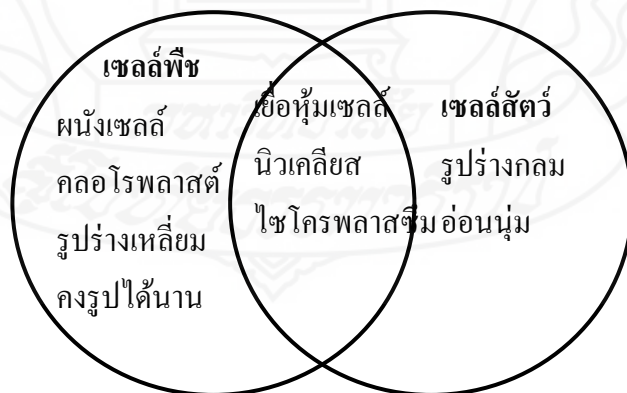 เซลล์พืช
ผนังเซลล์
คลอโรพลาสต์
รูปร่างเหลี่ยม
คงรูปได้นาน
เยื่อหุ้มเซลล์
นิวเคลียส
ไซโครพลาสซึม
เซลล์สัตว์
รูปร่างกลม
อ่อนนุ่ม